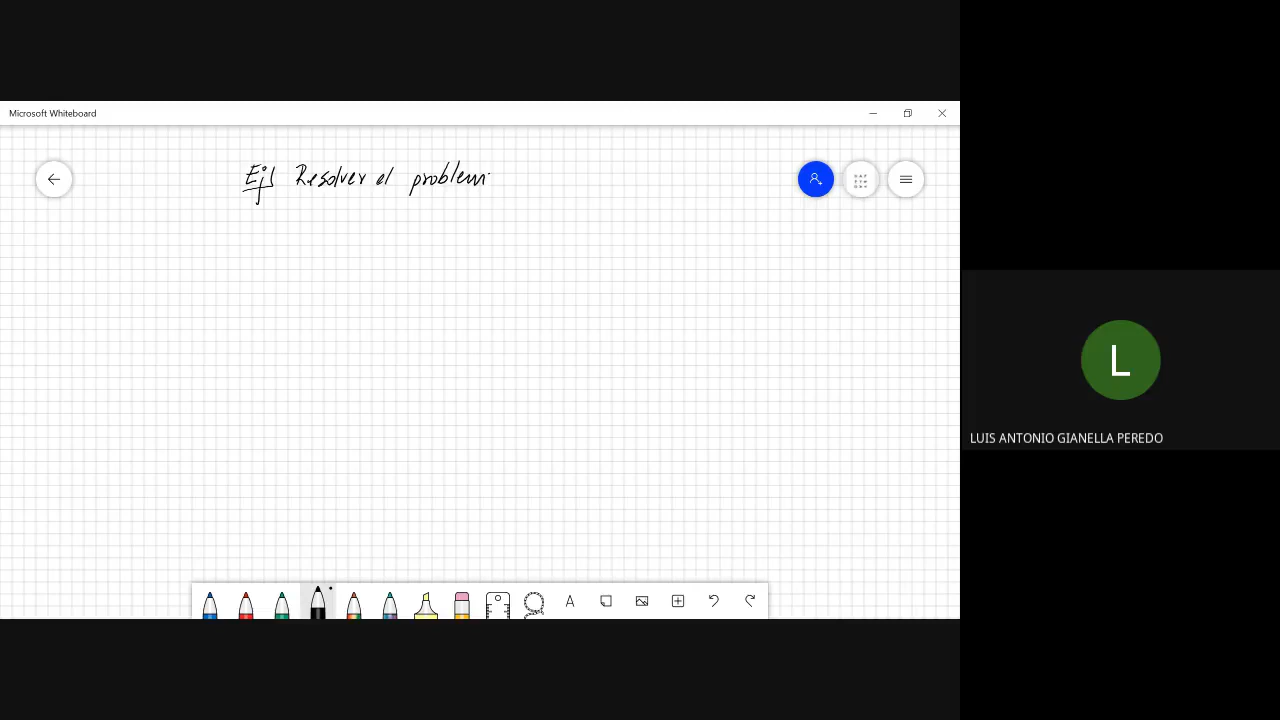 Microsoft Whiteboard
Ej Resolver el problem
L
LUIS ANTONIO GIANELLA PEREDO